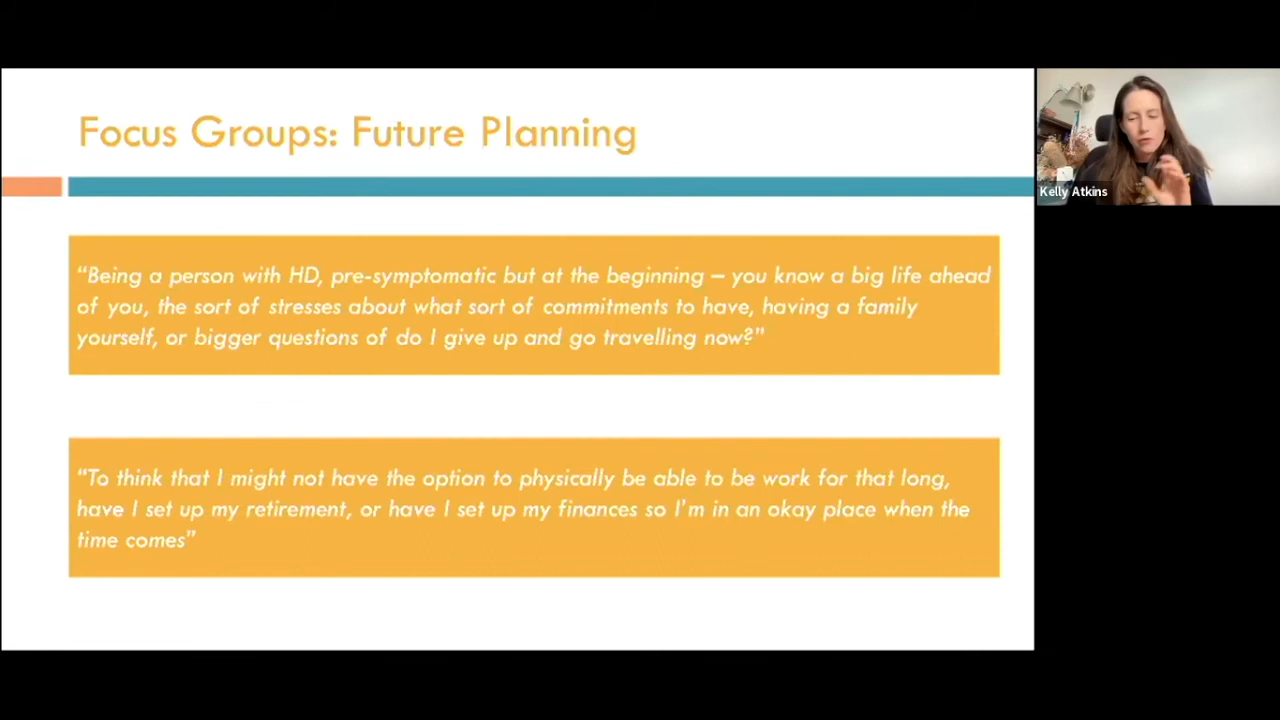 Focus Groups: Future Planning
“Being a person with HD, pre-symptomatic but at the beginning – you know a big life ahead
of you, the sort of stresses about what sort of commitments to have, having a family
yourself, or bigger questions of do I give up and go travelling now?”
“To think that I might not have the option to physically be able to be work for that long,
have I set up my retirement, or have I set up my finances so I’m in an okay place when the
time comes”
Kelly Atkins